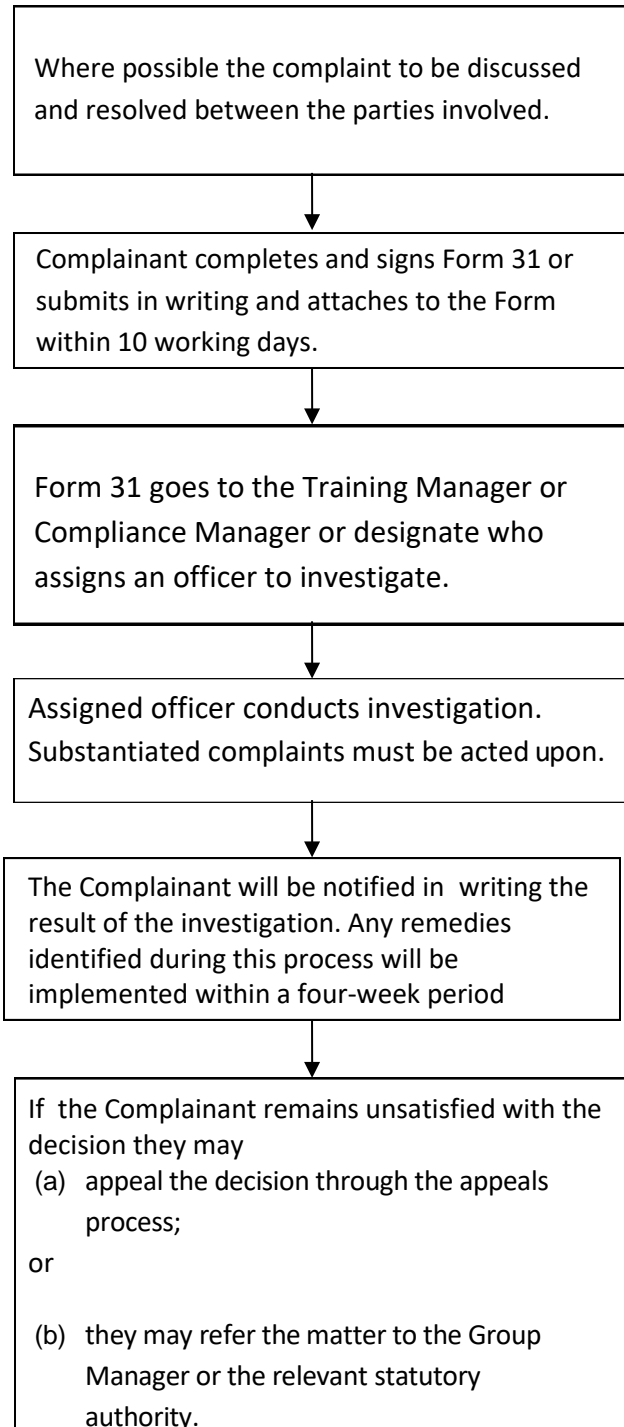 Where possible the complaint to be discussed
and resolved between the parties involved.
Complainant completes and signs Form 31 or
submits in writing and attaches to the Form
within 10 working days.
Form 31 goes to the Training Manager or
Compliance Manager or designate who
assigns an officer to investigate.
Assigned officer conducts investigation.
Substantiated complaints must be acted upon.
The Complainant will be notified in writing the
result of the investigation. Any remedies
identified during this process will be
implemented within a four-week period
If the Complainant remains unsatisfied with the
decision they may
(a) appeal the decision through the appeals
process;
or
(b) they may refer the matter to the Group
Manager or the relevant statutory
authority.